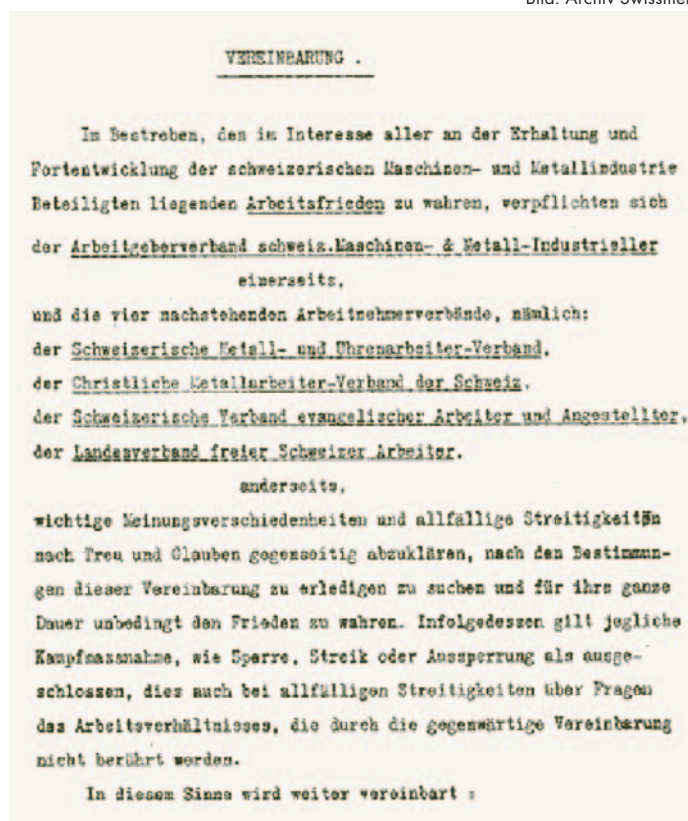 Bild: Archiv Swissmem
VEREINBARUNG .
Im Bestreben, den im Interesse aller an der Erhaltung und
Fortentwicklung der schweizerischen Maschinen- und Metallindustrie
Beteiligten liegenden Arbeitsfrieden zu wahren, verpflichten sich
der Arbeitgeberverband schweiz.Maschinen- & Metall-Industrieller
einerseits,
und die vier nachstehenden Arbeitnehmerverbände, nämlich:
der Schweizerische Metall- und Uhrenarbeiter-Verband,
der Christliche Metallarbeiter-Verband der Schweiz,
der Schweizerische Verband evangelischer Arbeiter und Angestellter,
der Landesverband freier Schweizer Arbeiter,
anderseits,
wichtige Meinungsverschiedenheiten und allfällige Streitigkeiten
nach Treu und Glauben gegenseitig abzuklären, nach den Bestimmun-
gen dieser Vereinbarung zu erledigen zu suchen und für ihre ganze
Dauer unbedingt den Frieden zu wahren. Infolgedessen gilt jegliche
Kampfmassnahme, wie Sperre, Streik oder Aussperrung als ausge-
schlossen, dies auch bei allfälligen Streitigkeiten über Fragen
des Arbeitsverhältnisses, die durch die gegenwärtige Vereinbarung
nicht berührt werden.
In diesem Sinne wird weiter vereinbart :